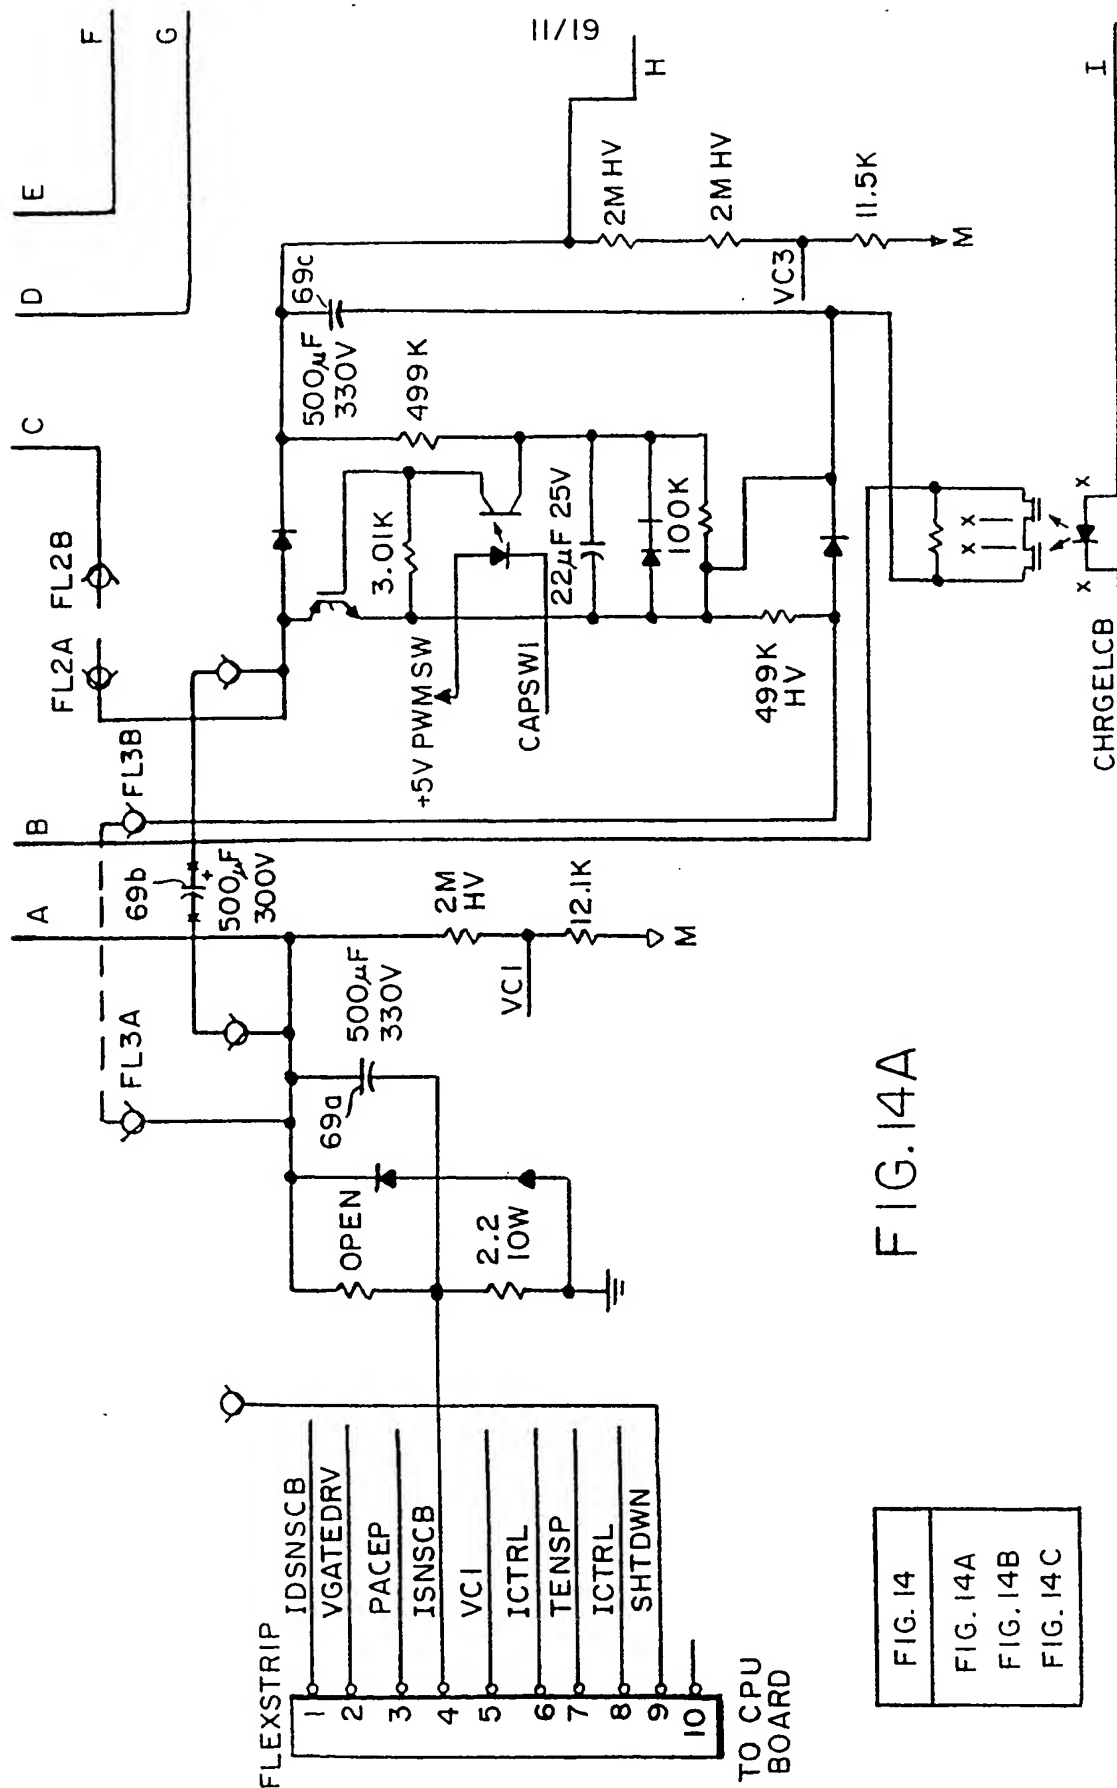 11/19
A
B
C
D
E
F
G
H
I
FL3A
FL3B
FL2A
FL2B
69b
+
500µF
300V
500µF
330V
69a
2M
HV
VC1
12.1K
M
OPEN
2.2
10W
+5V PWMSW
CAPSW1
3.01K
22µF 25V
100K
499K
499K
HV
500µF
330V
69c
2M HV
2M HV
VC3
11.5K
M
x
x
x
x
CHRGELCB
FLEXSTRIP
1 IDSNSCB
2 VGATEDRV
3 PACEP
4 ISNSCB
5 VC1
6 ICTRL
7 TENSP
8 ICTRL
9 SHTDWN
10
TO CPU
BOARD
FIG. 14A
FIG. 14
FIG. 14A
FIG. 14B
FIG. 14C